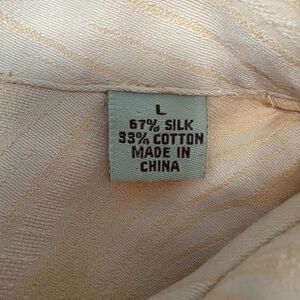 L
67% SILK
33% COTTON
MADE IN
CHINA